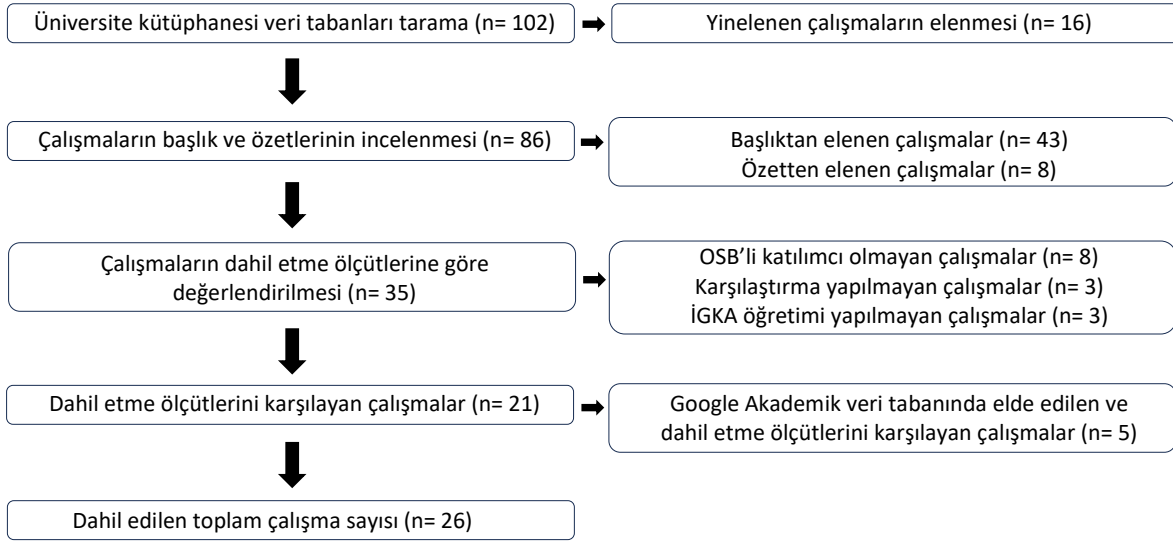 Üniversite kütüphanesi veri tabanları tarama (n= 102)
Yinelenen çalışmaların elenmesi (n= 16)
Çalışmaların başlık ve özetlerinin incelenmesi (n= 86)
Başlıktan elenen çalışmalar (n= 43)
Özetten elenen çalışmalar (n= 8)
Çalışmaların dahil etme ölçütlerine göre
değerlendirilmesi (n= 35)
OSB'li katılımcı olmayan çalışmalar (n= 8)
Karşılaştırma yapılmayan çalışmalar (n= 3)
İGKA öğretimi yapılmayan çalışmalar (n= 3)
Dahil etme ölçütlerini karşılayan çalışmalar (n= 21)
Google Akademik veri tabanında elde edilen ve
dahil etme ölçütlerini karşılayan çalışmalar (n= 5)
Dahil edilen toplam çalışma sayısı (n= 26)